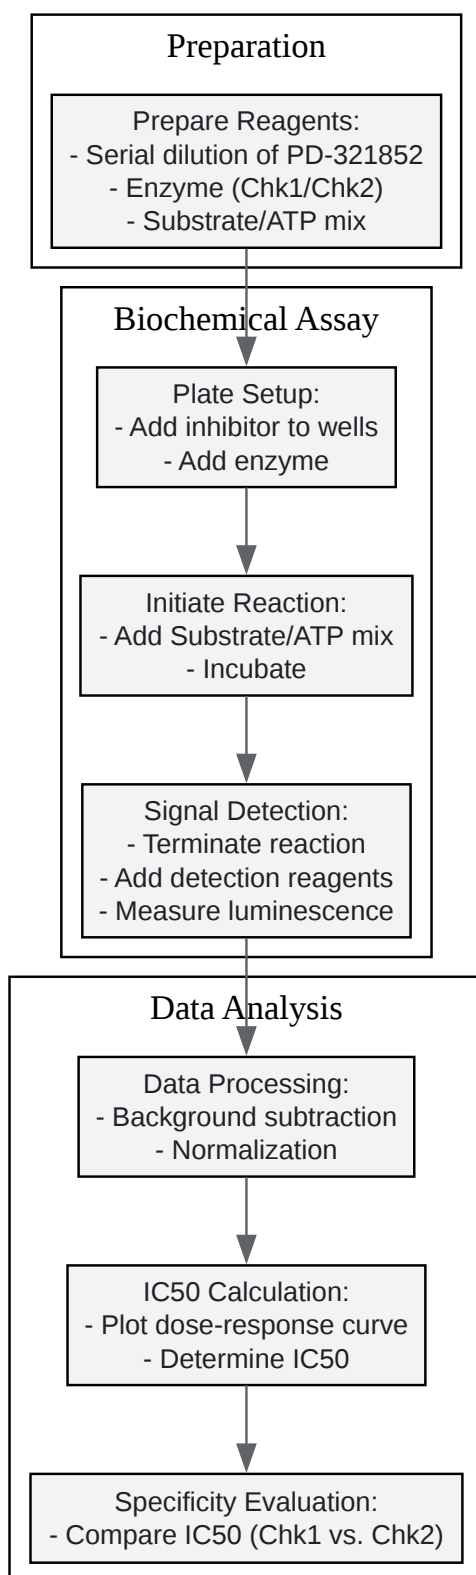 Preparation
Prepare Reagents:
- Serial dilution of PD-321852
- Enzyme (Chk1/Chk2)
- Substrate/ATP mix
Biochemical Assay
Plate Setup:
- Add inhibitor to wells
- Add enzyme
Initiate Reaction:
- Add Substrate/ATP mix
- Incubate
Signal Detection:
- Terminate reaction
- Add detection reagents
- Measure luminescence
Data Analysis
Data Processing:
- Background subtraction
- Normalization
IC50 Calculation:
- Plot dose-response curve
- Determine IC50
Specificity Evaluation:
- Compare IC50 (Chk1 vs. Chk2)